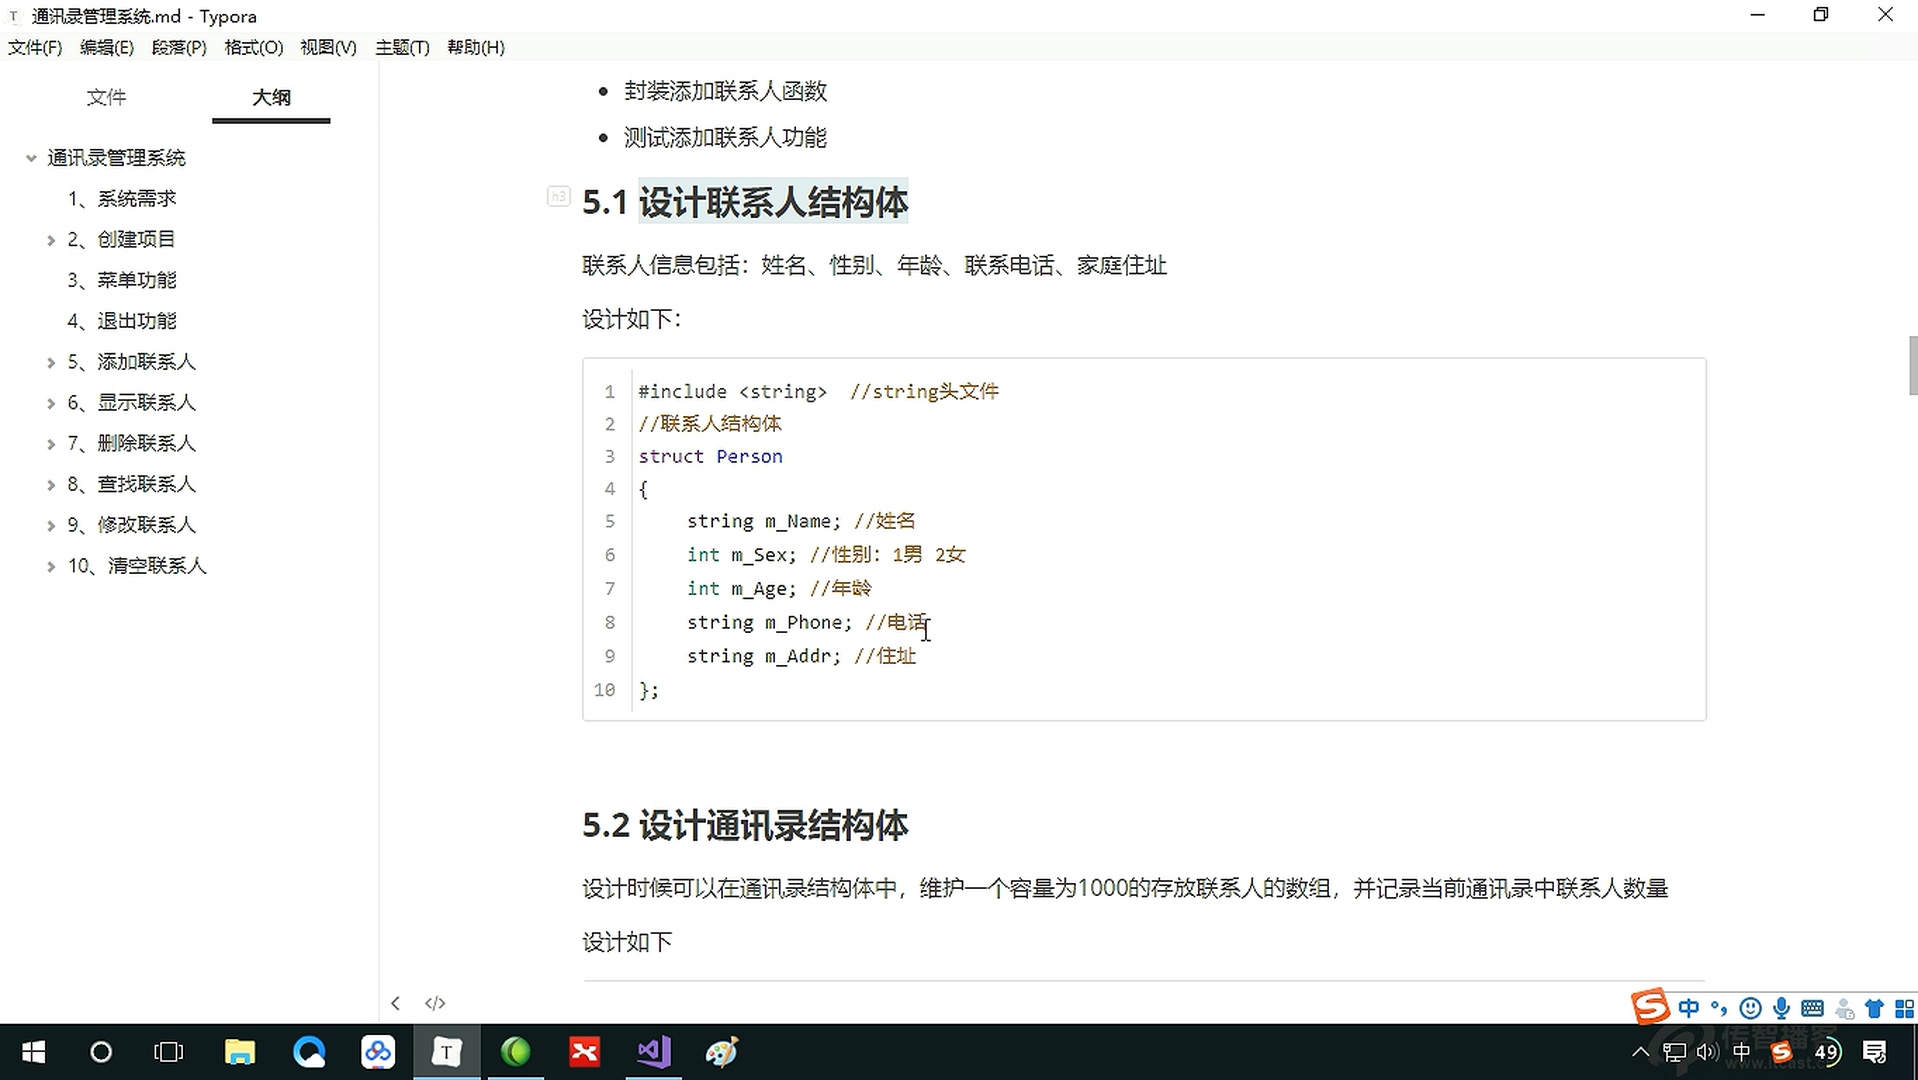 通讯录管理系统.md - Typora
文件(F) 编辑(E) 段落(P) 格式(O) 视图(V) 主题(T) 帮助(H)
文件 大纲
通讯录管理系统
1、系统需求
2、创建项目
3、菜单功能
4、退出功能
5、添加联系人
6、显示联系人
7、删除联系人
8、查找联系人
9、修改联系人
10、清空联系人
封装添加联系人函数
测试添加联系人功能
h3
5.1 设计联系人结构体
联系人信息包括：姓名、性别、年龄、联系电话、家庭住址
设计如下：
1 #include <string>  //string头文件
2 //联系人结构体
3 struct Person
4 {
5 string m_Name; //姓名
6 int m_Sex; //性别：1男 2女
7 int m_Age; //年龄
8 string m_Phone; //电话
9 string m_Addr; //住址
10 };
5.2 设计通讯录结构体
设计时候可以在通讯录结构体中，维护一个容量为1000的存放联系人的数组，并记录当前通讯录中联系人数量
设计如下
</>
中
传智播客
中 49